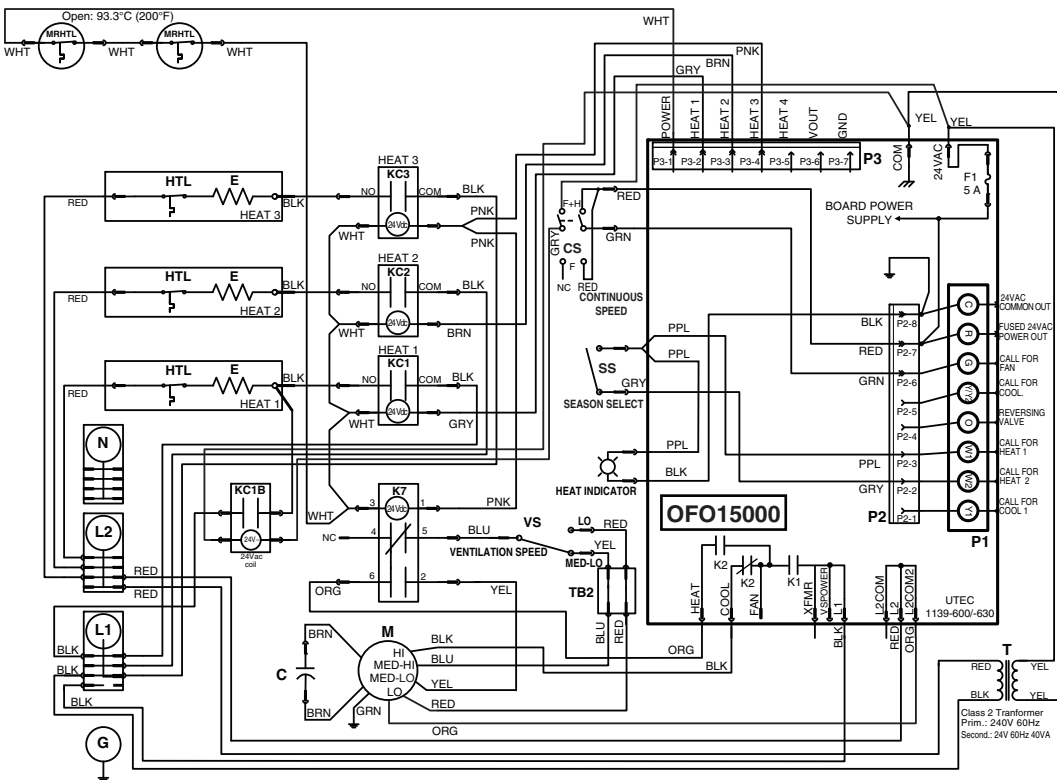 Open: 93.3°C (200°F)
MRHTL
MRHTL
WHT
WHT
WHT
WHT
PNK
BRN
GRY
POWER
HEAT 1
HEAT 2
HEAT 3
HEAT 4
VOUT
GND
P3-1
P3-2
P3-3
P3-4
P3-5
P3-6
P3-7
P3
COM
24VAC
YEL
YEL
F1
5 A
BOARD POWER
SUPPLY
HTL
E
HEAT 3
RED
BLK
HEAT 3
KC3
NO
COM
24Vdc
BLK
PNK
PNK
WHT
HTL
E
HEAT 2
RED
BLK
HEAT 2
KC2
NO
COM
24Vdc
BLK
BRN
WHT
HTL
E
HEAT 1
RED
BLK
HEAT 1
KC1
NO
COM
24Vdc
BLK
GRY
WHT
F+H
GRY
CS
F
NC
RED
RED
GRN
CONTINUOUS
SPEED
PPL
PPL
SS
GRY
SEASON SELECT
PPL
BLK
HEAT INDICATOR
BLK
P2-8
RED
P2-7
GRN
P2-6
P2-5
P2-4
PPL
P2-3
GRY
P2-2
P2-1
P2
C
R
G
W/Y2
O
W1
W2
Y1
P1
24VAC
COMMON OUT
FUSED 24VAC
POWER OUT
CALL FOR
FAN
CALL FOR
COOL.
REVERSING
VALVE
CALL FOR
HEAT 1
CALL FOR
HEAT 2
CALL FOR
COOL 1
N
L2
L1
G
KC1B
24V~
24Vac
coil
K7
3
24Vdc
1
PNK
WHT
NC
4
5
BLU
VS
VENTILATION SPEED
LO
RED
YEL
MED-LO
6
2
ORG
YEL
TB2
BLU
RED
OFO15000
K2
K2
K1
HEAT
COOL
FAN
XFMR
VSPOWER
L1
L2COM
L2
L2COM2
UTEC
1139-600/-630
ORG
BLK
BLK
RED
ORG
RED
RED
BLK
BLK
BLK
BRN
C
BRN
M
HI
MED-HI
MED-LO
LO
BLK
BLU
YEL
RED
GRN
ORG
T
RED
YEL
BLK
YEL
Class 2 Tranformer
Prim.: 240V 60Hz
Second.: 24V 60Hz 40VA